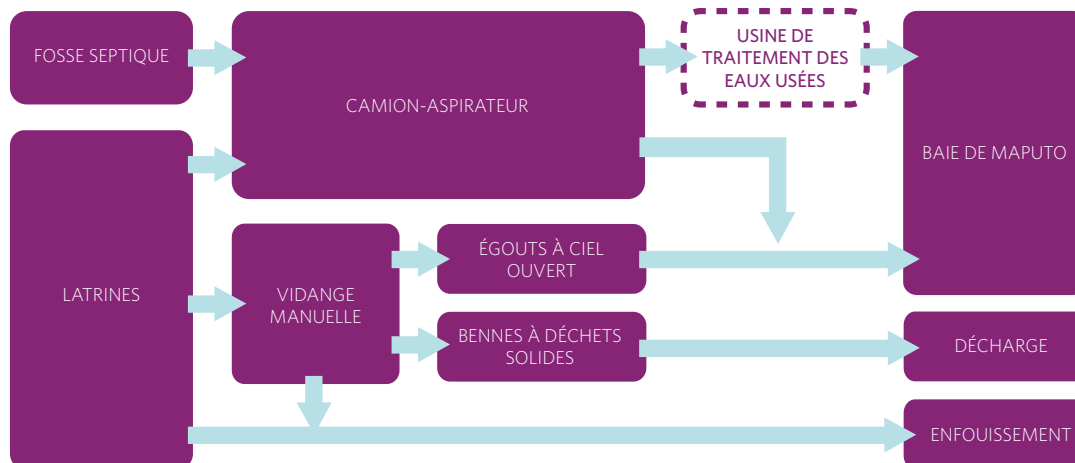 FOSSE SEPTIQUE
CAMION-ASPIRATEUR
USINE DE
TRAITEMENT DES
EAUX USÉES
BAIE DE MAPUTO
LATRINES
VIDANGE
MANUELLE
ÉGOUTS À CIEL
OUVERT
BENNES À DÉCHETS
SOLIDES
DÉCHARGE
ENFOUISSEMENT